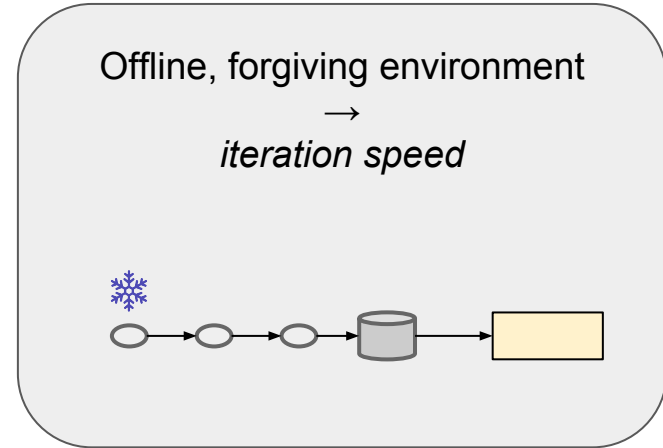 Offline, forgiving environment
→
iteration speed